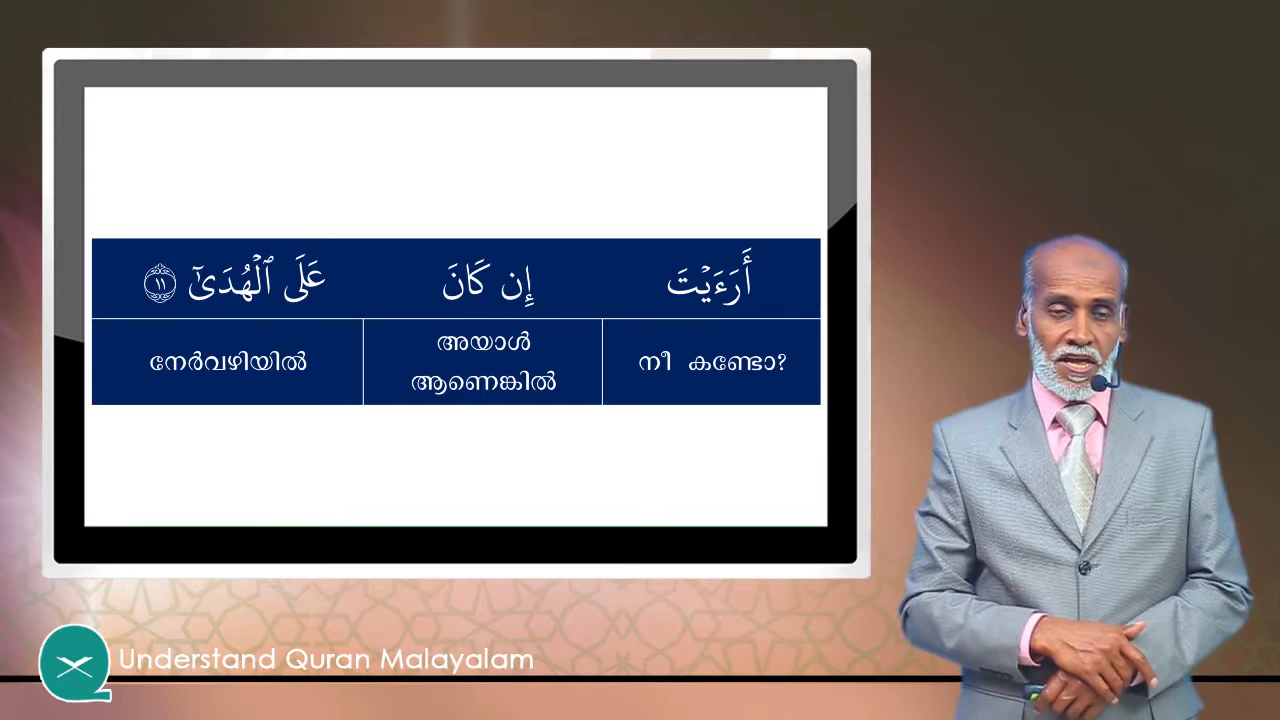 أَرَءَيْتَ إِن كَانَ عَلَى ٱلْهُدَىٰٓ ١١
നീ കണ്ടോ?
അയാൾ
ആണെങ്കിൽ
നേർവഴിയിൽ
Understand Quran Malayalam